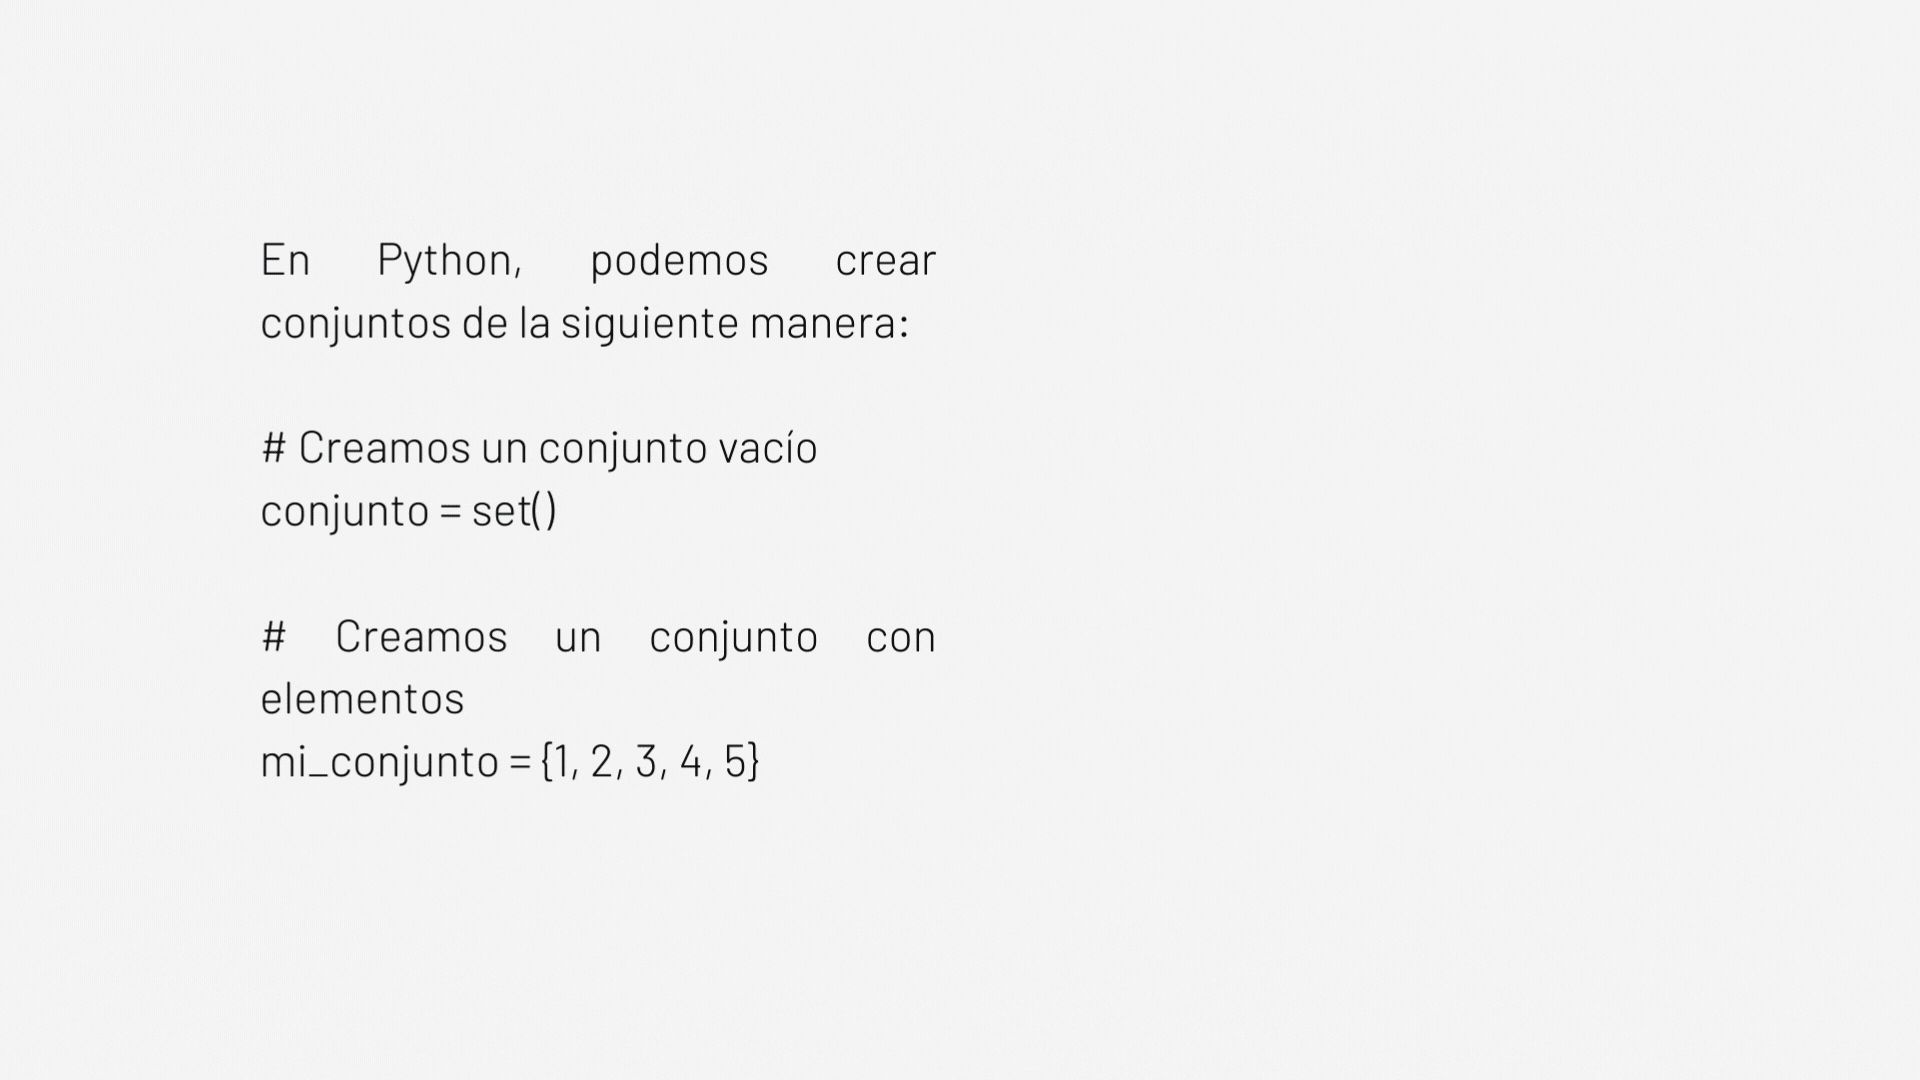 En Python, podemos crear
conjuntos de la siguiente manera:
# Creamos un conjunto vacío
conjunto = set()
# Creamos un conjunto con
elementos
mi_conjunto = {1, 2, 3, 4, 5}